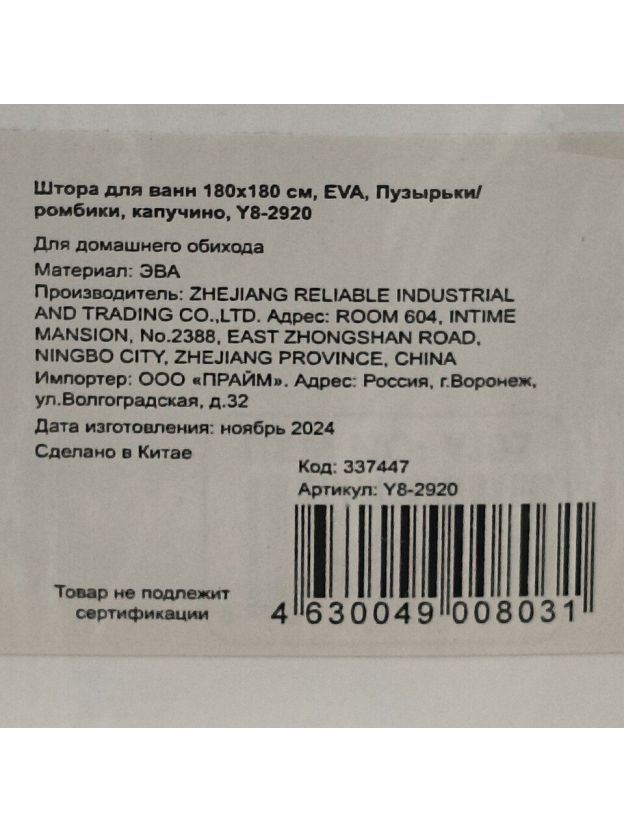 Штора для ванн 180х180 см, EVA, Пузырьки/
ромбики, капучино, Y8-2920
Для домашнего обихода
Материал: ЭВА
Производитель: ZHEJIANG RELIABLE INDUSTRIAL
AND TRADING CO.,LTD. Адрес: ROOM 604, INTIME
MANSION, No.2388, EAST ZHONGSHAN ROAD,
NINGBO CITY, ZHEJIANG PROVINCE, CHINA
Импортер: ООО «ПРАЙМ». Адрес: Россия, г.Воронеж,
ул.Волгоградская, д.32
Дата изготовления: ноябрь 2024
Сделано в Китае
Код: 337447
Артикул: Y8-2920
Товар не подлежит
сертификации
4 630049 008031